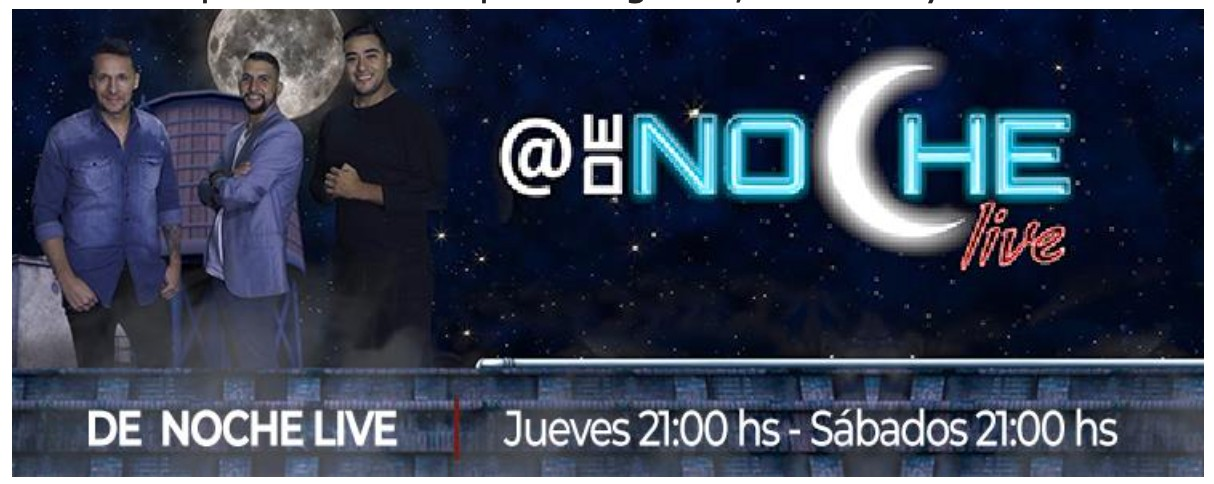 @DE NOCHE
live
DE NOCHE LIVE | Jueves 21:00 hs - Sábados 21:00 hs